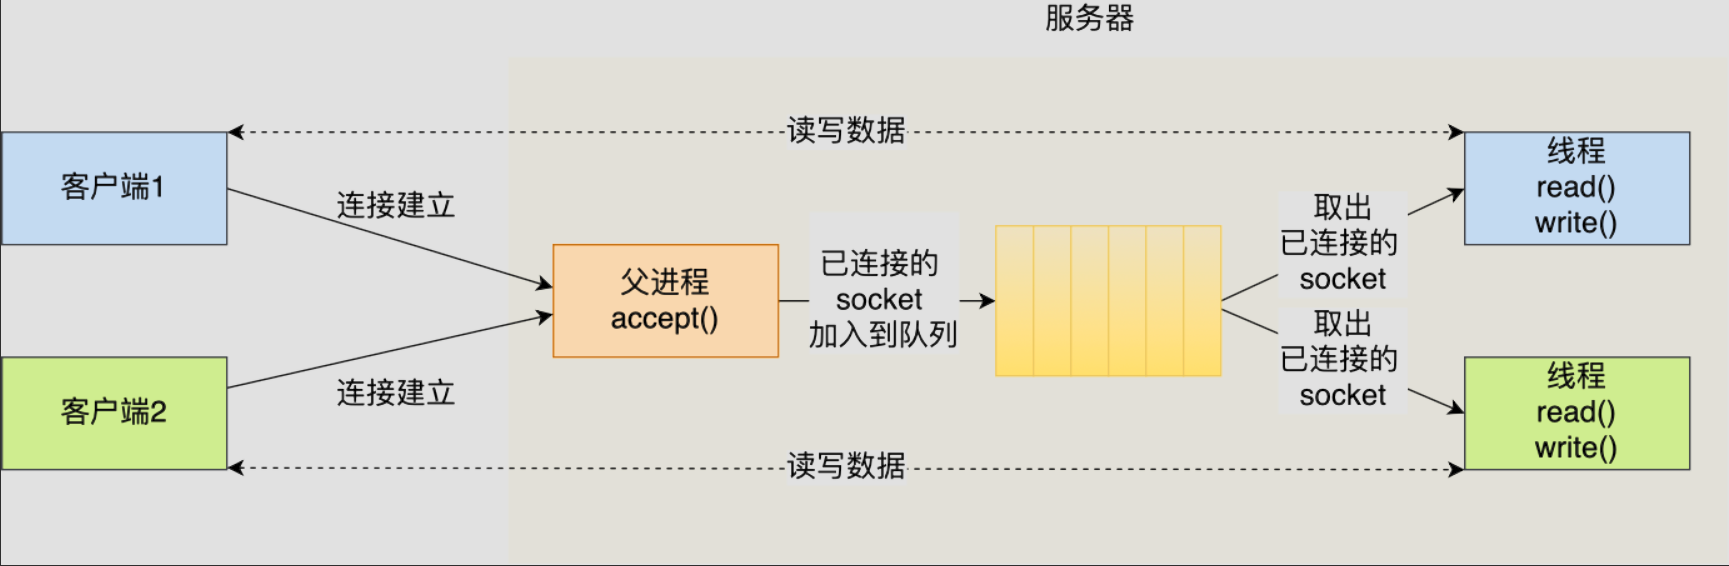 服务器
读写数据
客户端1
连接建立
父进程
accept()
已连接的
socket
加入到队列
取出
已连接的
socket
线程
read()
write()
客户端2
连接建立
取出
已连接的
socket
线程
read()
write()
读写数据